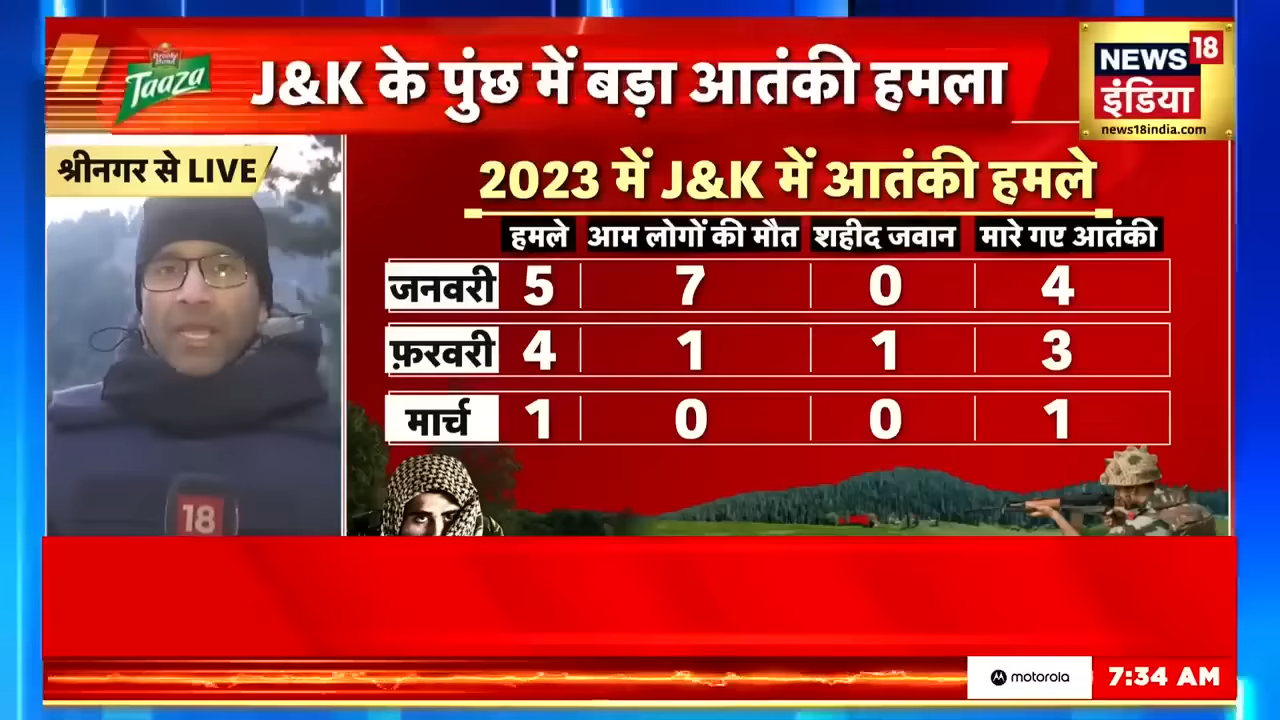 Brooke Bond
Taaza
J&K के पुंछ में बड़ा आतंकी हमला
NEWS 18
इंडिया
news18india.com
श्रीनगर से LIVE
2023 में J&K में आतंकी हमले
हमले आम लोगों की मौत शहीद जवान मारे गए आतंकी
जनवरी 5 7 0 4
फ़रवरी 4 1 1 3
मार्च 1 0 0 1
18
motorola
7:34 AM